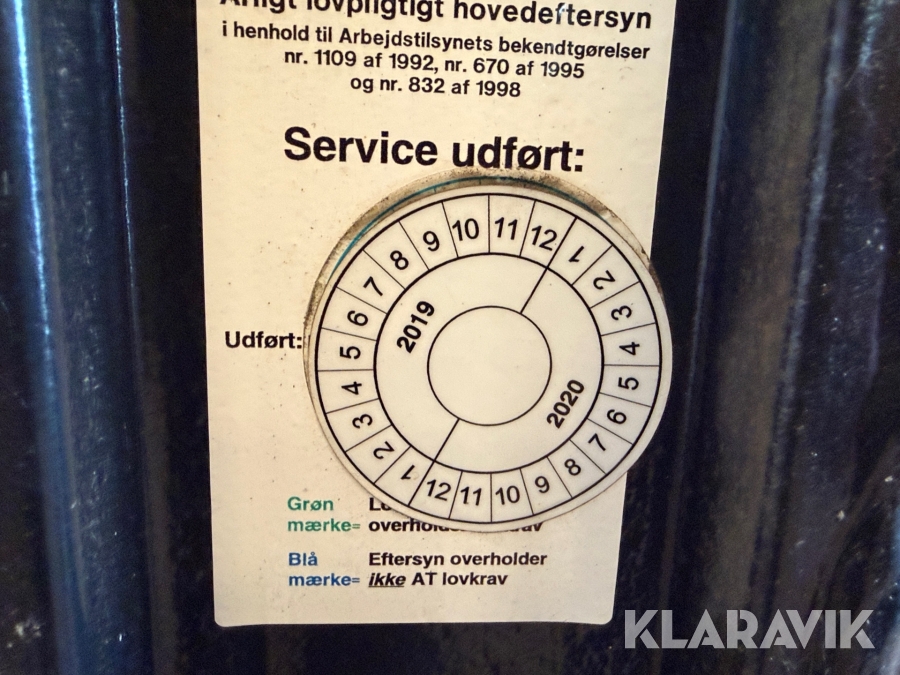 Årligt lovpligtigt hovedeftersyn
i henhold til Arbejdstilsynets bekendtgørelser
nr. 1109 af 1992, nr. 670 af 1995
og nr. 832 af 1998
Service udført:
Udført:
2019
1 2 3 4 5 6 7 8 9 10 11 12
2020
1 2 3 4 5 6 7 8 9 10 11 12
Grøn
mærke=
Blå Eftersyn overholder
mærke= ikke AT lovkrav
KLARAVIK